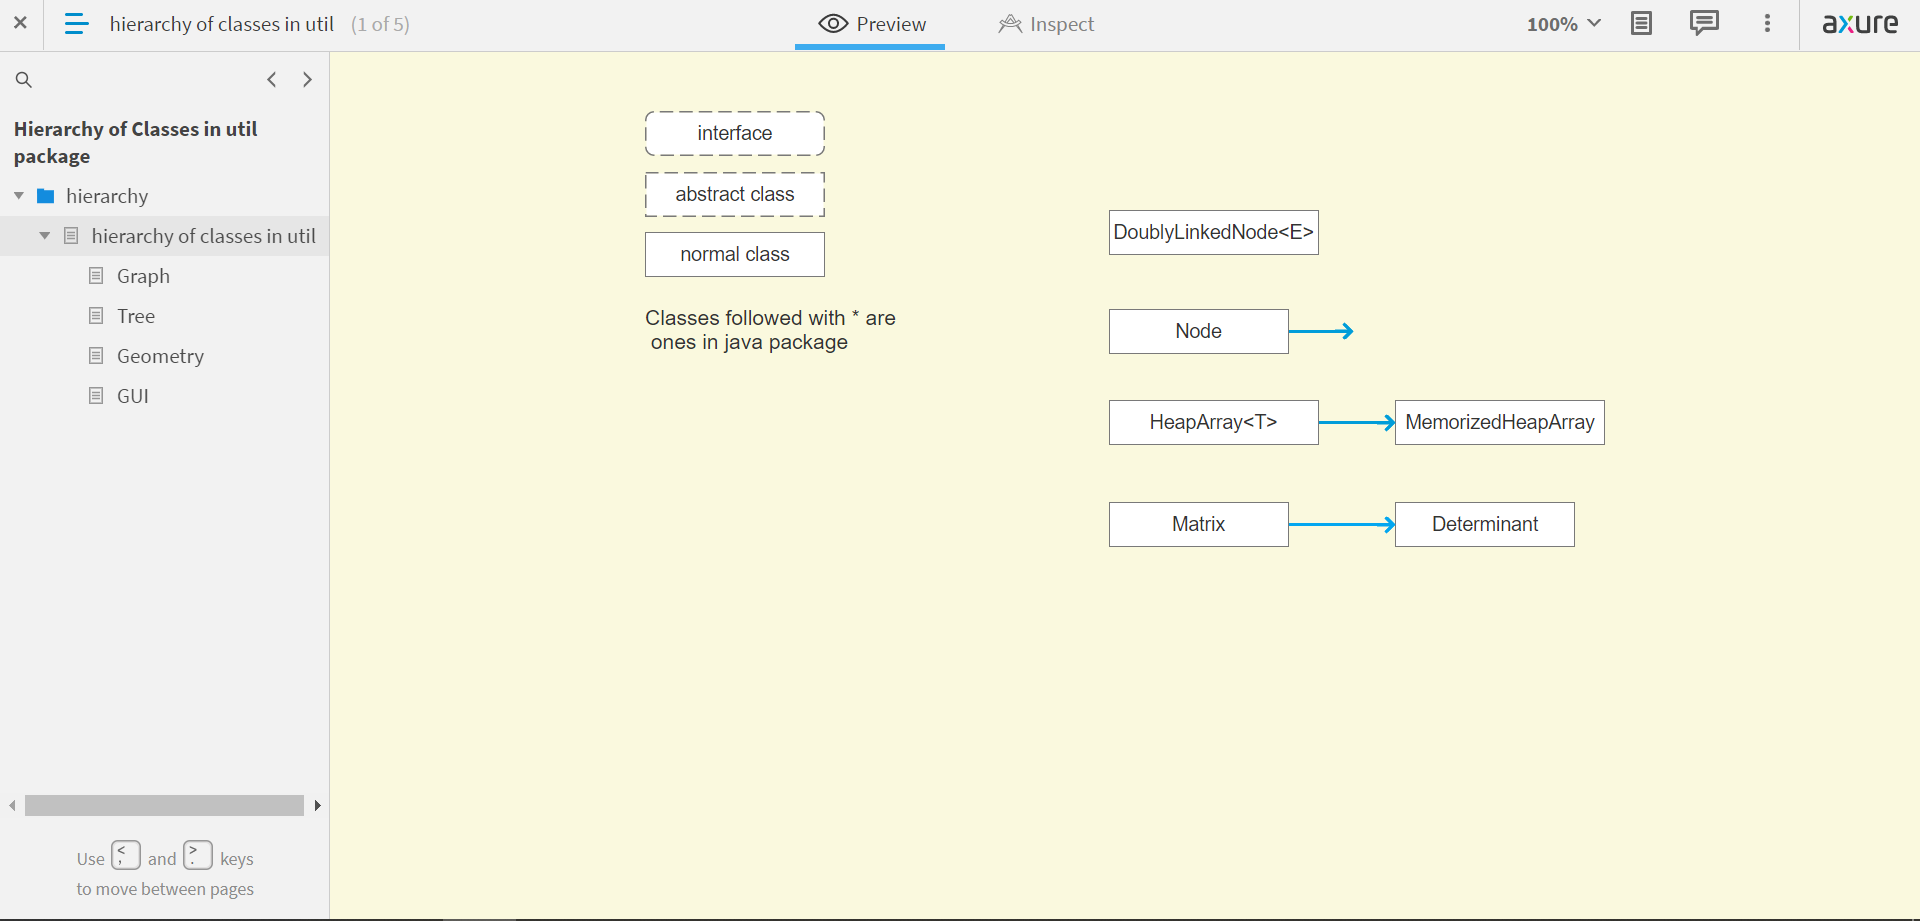 hierarchy of classes in util (1 of 5)
Preview
Inspect
100%
axure
Hierarchy of Classes in util
package
hierarchy
hierarchy of classes in util
Graph
Tree
Geometry
GUI
Use < , and > . keys
to move between pages
interface
abstract class
normal class
Classes followed with * are
ones in java package
DoublyLinkedNode<E>
Node
HeapArray<T>
MemorizedHeapArray
Matrix
Determinant